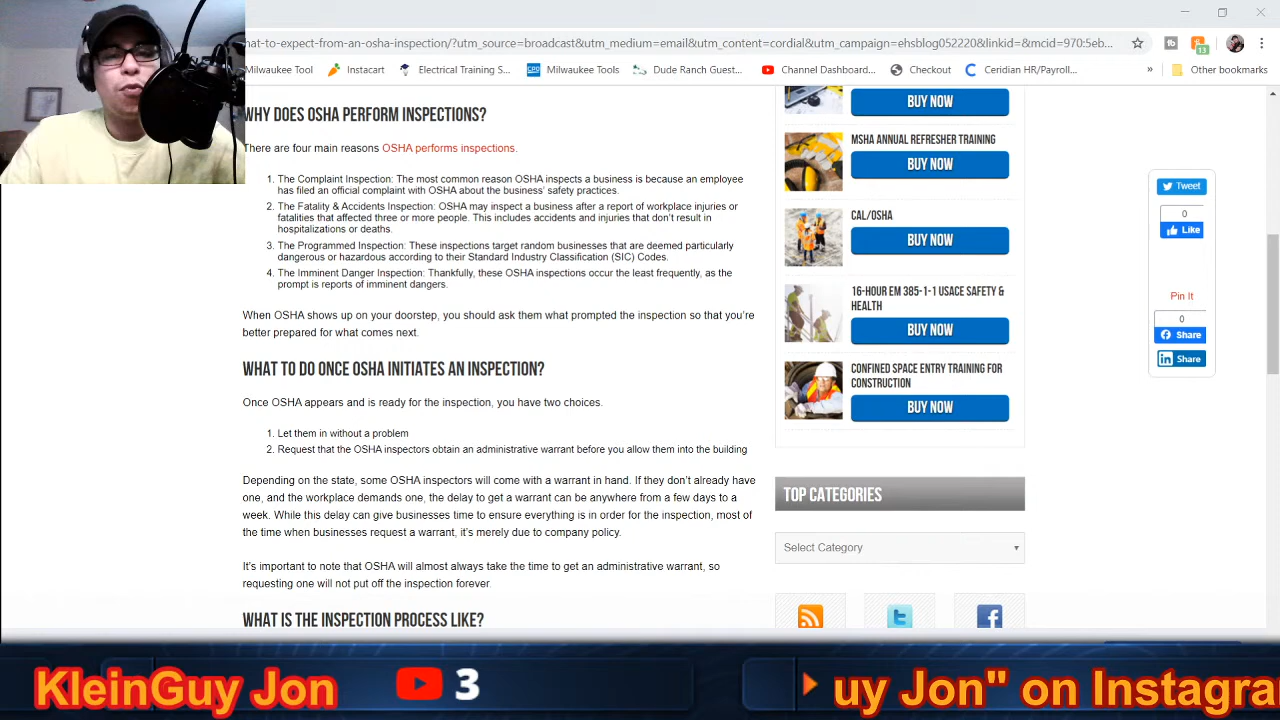 hat-to-expect-from-an-osha-inspection/?utm_source=broadcast&utm_medium=email&utm_content=cordial&utm_campaign=ehsblog052220&linkid=&mcid=970:5eb...
13
Milwaukee Tool
Instacart
Electrical Training S...
CPO
Milwaukee Tools
Dude Ranch Guest...
Channel Dashboard...
Checkout
Ceridian HR/Payroll...
»
Other bookmarks
WHY DOES OSHA PERFORM INSPECTIONS?
There are four main reasons OSHA performs inspections.
1. The Complaint Inspection: The most common reason OSHA inspects a business is because an employee
has filed an official complaint with OSHA about the business' safety practices.
2. The Fatality & Accidents Inspection: OSHA may inspect a business after a report of workplace injuries or
fatalities that affected three or more people. This includes accidents and injuries that don't result in
hospitalizations or deaths.
3. The Programmed Inspection: These inspections target random businesses that are deemed particularly
dangerous or hazardous according to their Standard Industry Classification (SIC) Codes.
4. The Imminent Danger Inspection: Thankfully, these OSHA inspections occur the least frequently, as the
prompt is reports of imminent dangers.
When OSHA shows up on your doorstep, you should ask them what prompted the inspection so that you're
better prepared for what comes next.
WHAT TO DO ONCE OSHA INITIATES AN INSPECTION?
Once OSHA appears and is ready for the inspection, you have two choices.
1. Let them in without a problem
2. Request that the OSHA inspectors obtain an administrative warrant before you allow them into the building
Depending on the state, some OSHA inspectors will come with a warrant in hand. If they don't already have
one, and the workplace demands one, the delay to get a warrant can be anywhere from a few days to a
week. While this delay can give businesses time to ensure everything is in order for the inspection, most of
the time when businesses request a warrant, it's merely due to company policy.
It's important to note that OSHA will almost always take the time to get an administrative warrant, so
requesting one will not put off the inspection forever.
WHAT IS THE INSPECTION PROCESS LIKE?
BUY NOW
MSHA ANNUAL REFRESHER TRAINING
BUY NOW
CAL/OSHA
BUY NOW
16-HOUR EM 385-1-1 USACE SAFETY &
HEALTH
BUY NOW
CONFINED SPACE ENTRY TRAINING FOR
CONSTRUCTION
BUY NOW
TOP CATEGORIES
Select Category
Tweet
0
Like
Pin It
0
Share
Share
KleinGuy Jon
3
uy Jon" on Instagra